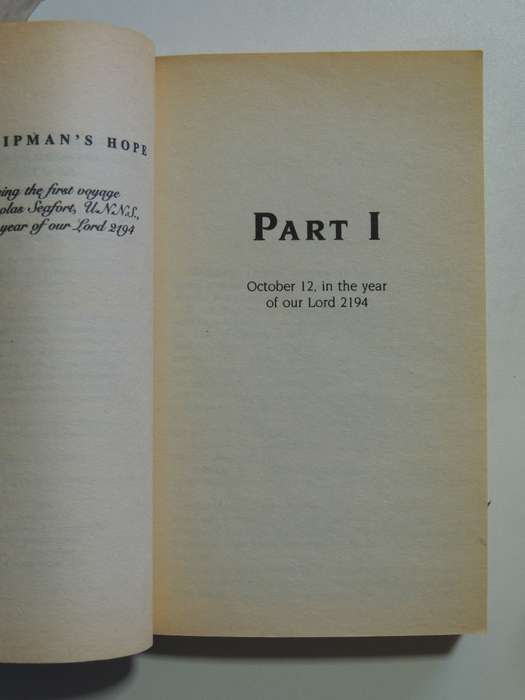 IPMAN'S HOPE
ing the first voyage
olas Seafort, U.N.N.S.,
year of our Lord 2194
PART I
October 12, in the year
of our Lord 2194